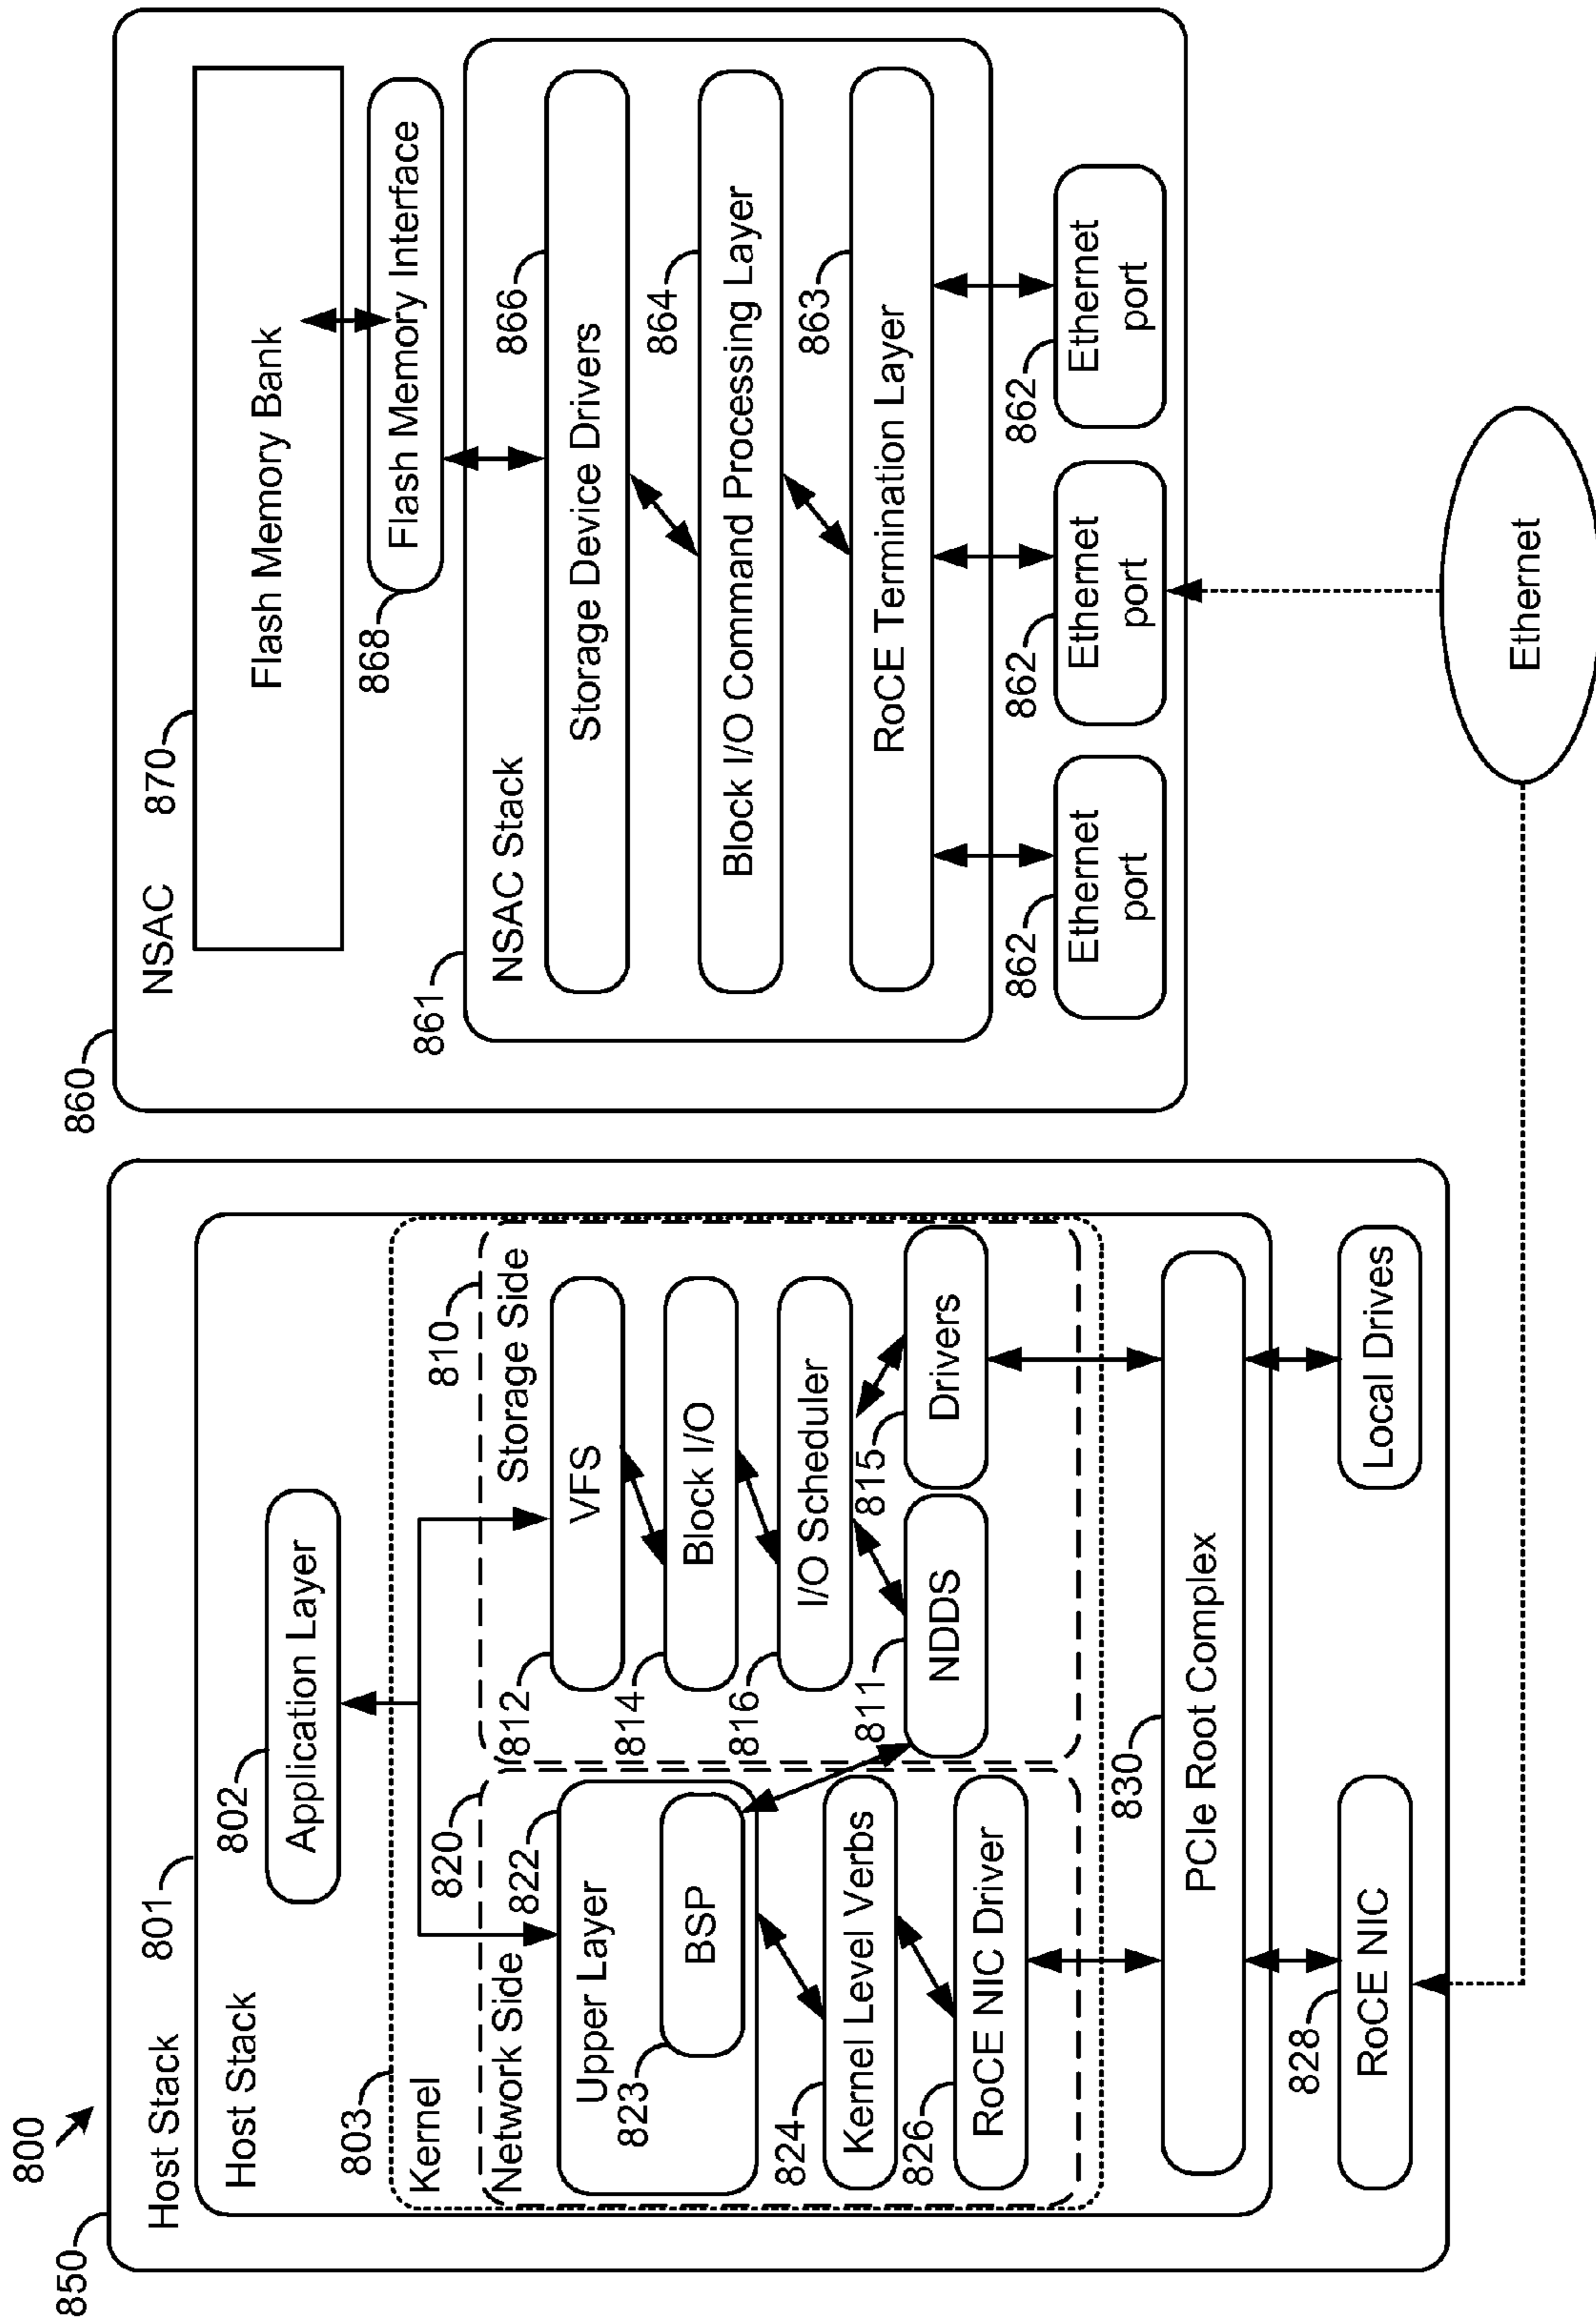 800
850
Host Stack
801
Host Stack
802
Application Layer
803
Kernel
820
Network Side
810
Storage Side
822
Upper Layer
823
BSP
824
Kernel Level Verbs
826
RoCE NIC Driver
812
VFS
814
Block I/O
816
I/O Scheduler
811
NDDS
815
Drivers
830
PCIe Root Complex
828
RoCE NIC
Local Drives
860
NSAC
870
Flash Memory Bank
868
Flash Memory Interface
861
NSAC Stack
866
Storage Device Drivers
864
Block I/O Command Processing Layer
863
RoCE Termination Layer
862
Ethernet
port
862
Ethernet
port
862
Ethernet
port
Ethernet